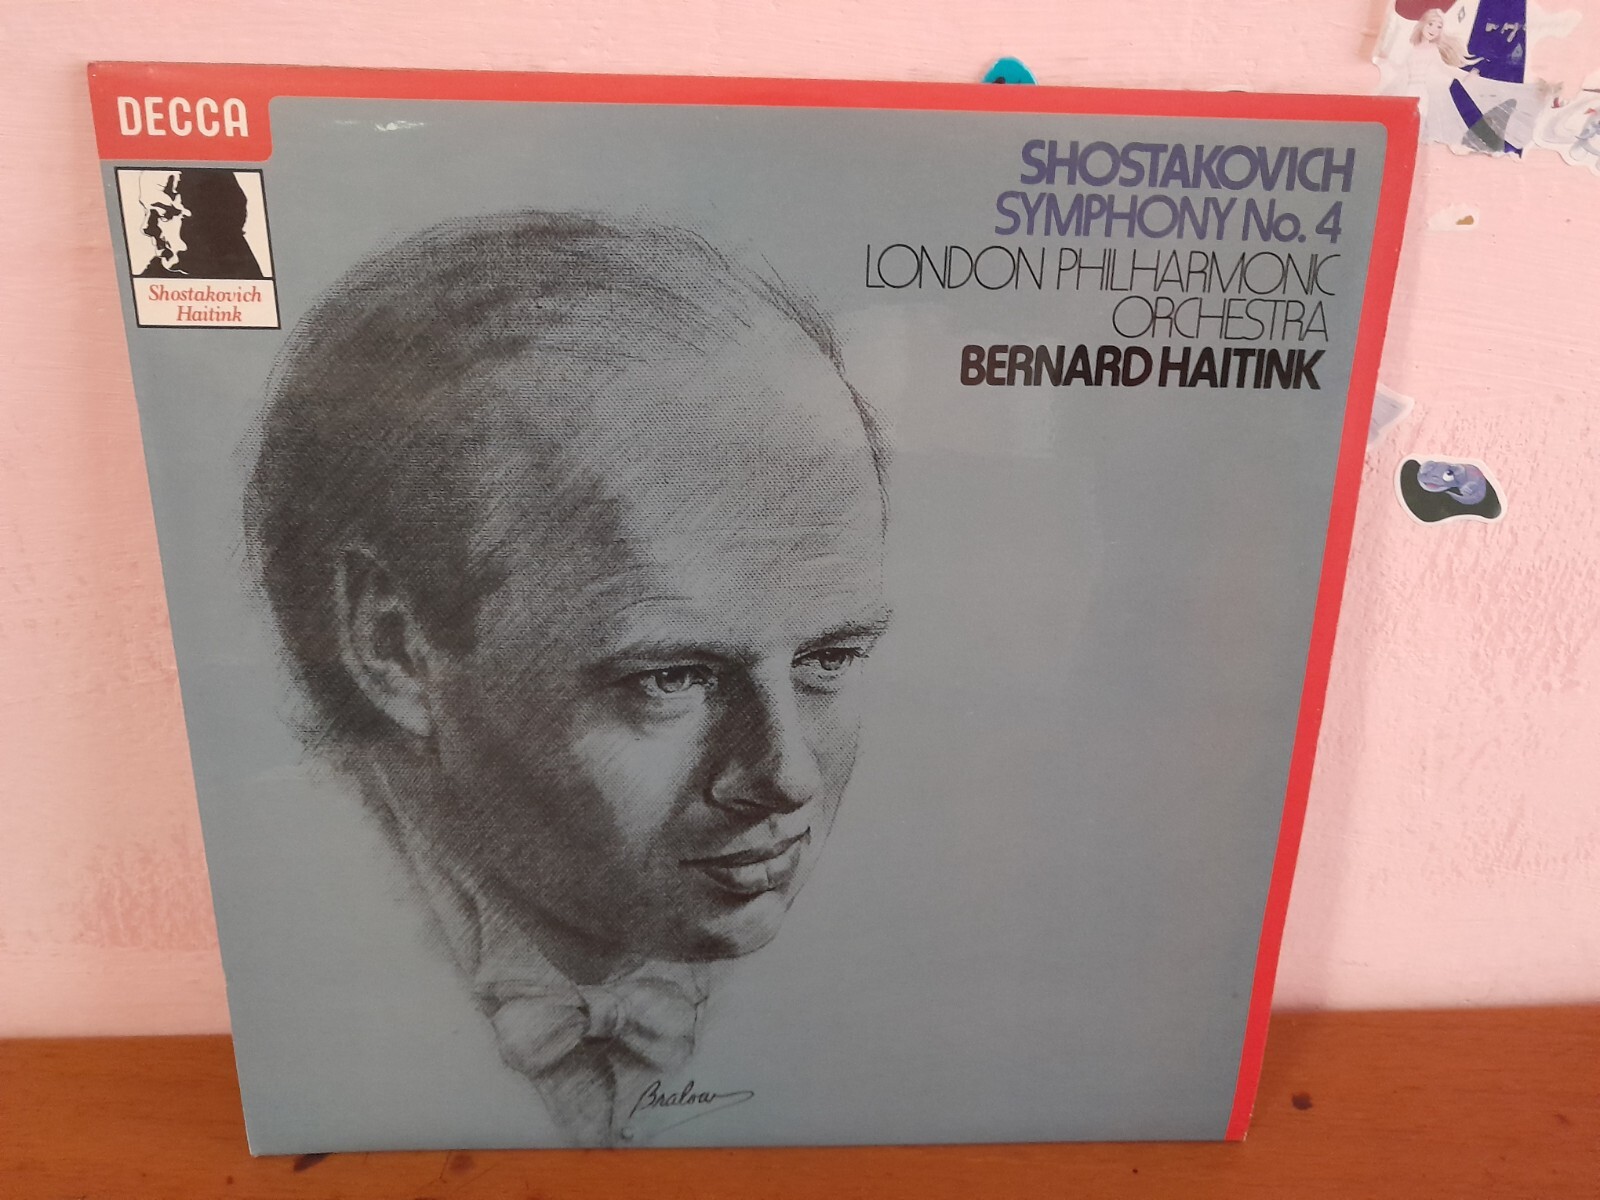 DECCA
Shostakovich
Haitink
SHOSTAKOVICH
SYMPHONY No. 4
LONDON PHILHARMONIC
ORCHESTRA
BERNARD HAITINK